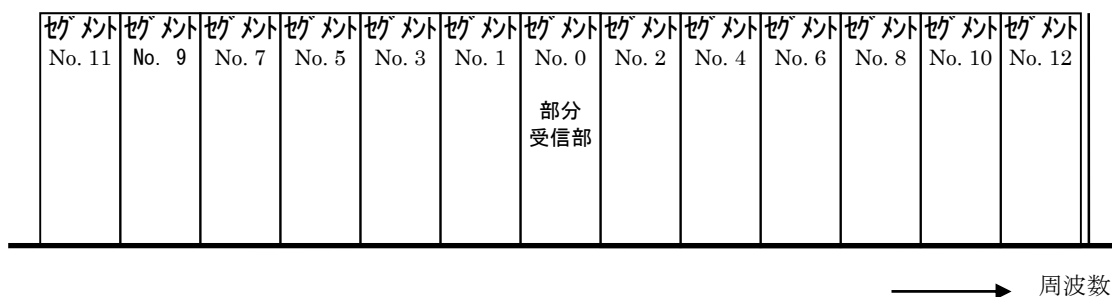 セグメント セグメント セグメント セグメント セグメント セグメント セグメント セグメント セグメント セグメント セグメント セグメント セグメント
No. 11 No. 9 No. 7 No. 5 No. 3 No. 1 No. 0 No. 2 No. 4 No. 6 No. 8 No. 10 No. 12
部分
受信部
周波数